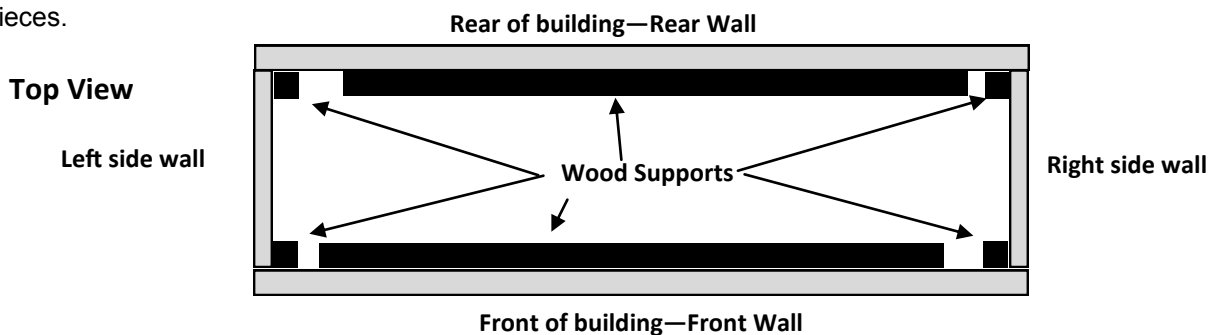 ieces.
Rear of building—Rear Wall
Top View
Left side wall
Wood Supports
Right side wall
Front of building—Front Wall